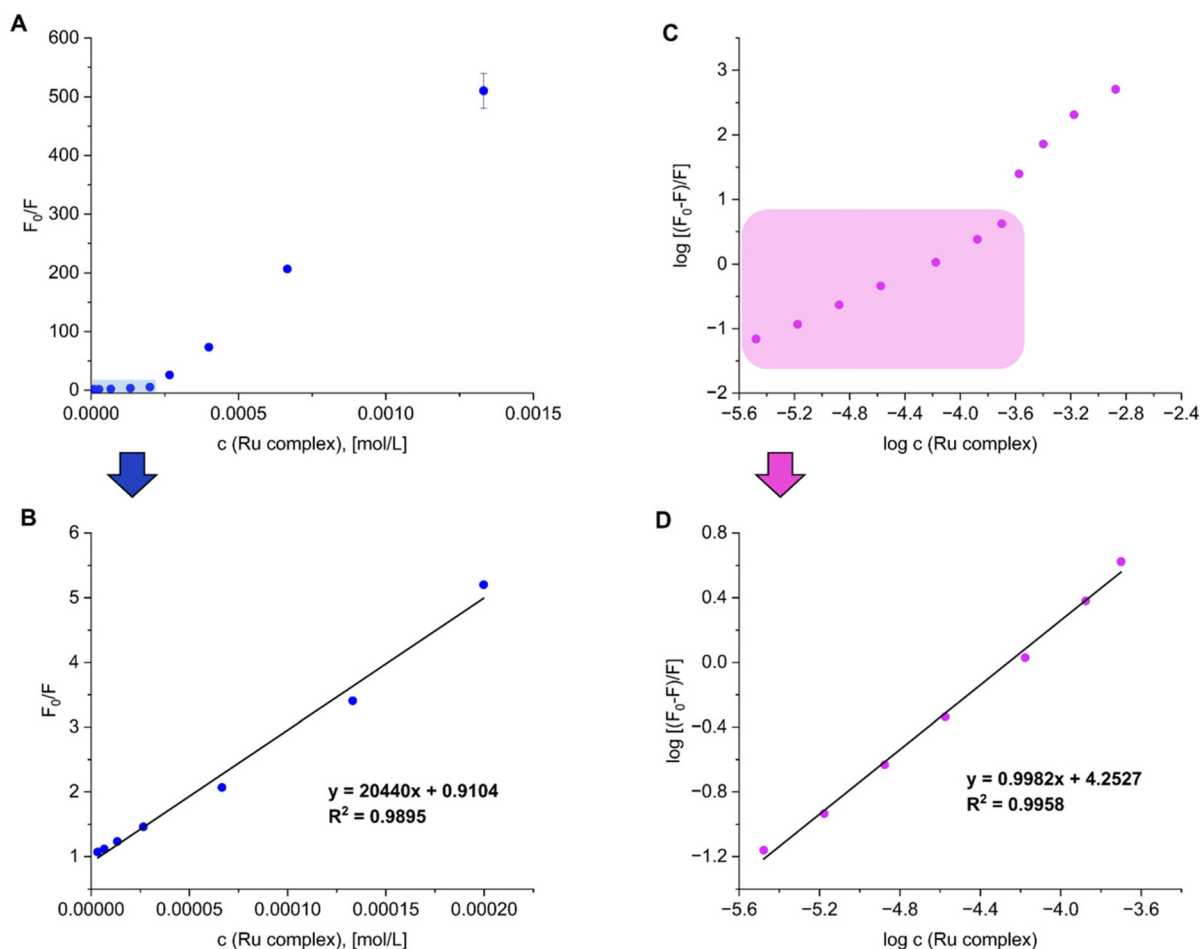 A
600
500
400
300
200
100
0
F₀/F
0.0000 0.0005 0.0010 0.0015
c (Ru complex), [mol/L]
C
3
2
1
0
−1
−2
log [(F₀-F)/F]
−5.6 −5.2 −4.8 −4.4 −4.0 −3.6 −3.2 −2.8 −2.4
log c (Ru complex)
B
6
5
4
3
2
1
F₀/F
y = 20440x + 0.9104
R² = 0.9895
0.00000 0.00005 0.00010 0.00015 0.00020
c (Ru complex), [mol/L]
D
0.8
0.4
0.0
−0.4
−0.8
−1.2
log [(F₀-F)/F]
y = 0.9982x + 4.2527
R² = 0.9958
−5.6 −5.2 −4.8 −4.4 −4.0 −3.6
log c (Ru complex)